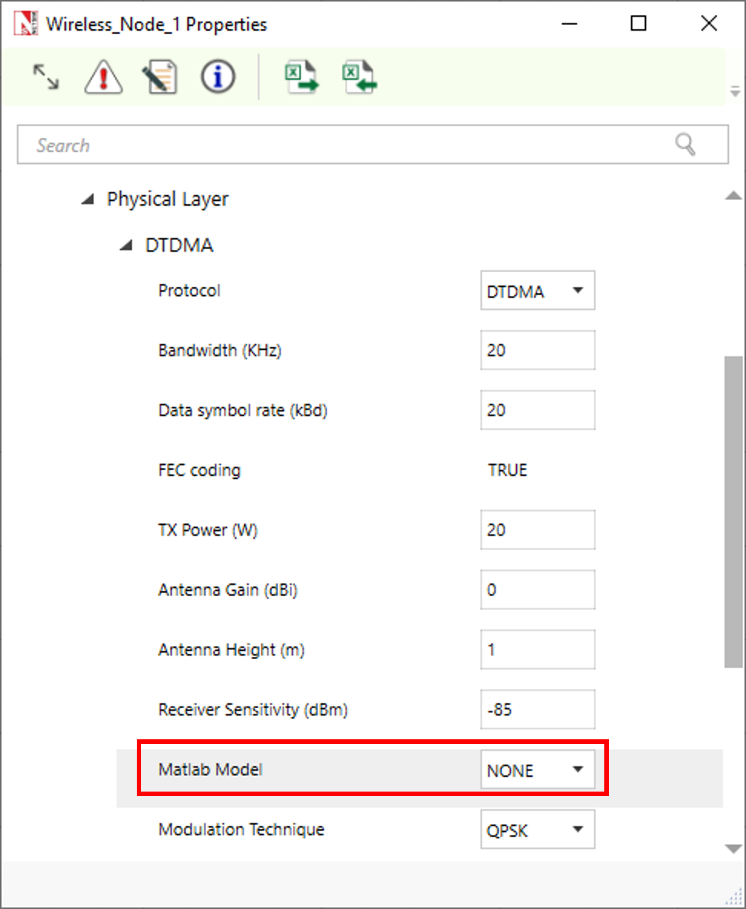 Wireless_Node_1 Properties
Search
Physical Layer
DTDMA
Protocol DTDMA
Bandwidth (KHz) 20
Data symbol rate (kBd) 20
FEC coding TRUE
TX Power (W) 20
Antenna Gain (dBi) 0
Antenna Height (m) 1
Receiver Sensitivity (dBm) -85
Matlab Model NONE
Modulation Technique QPSK